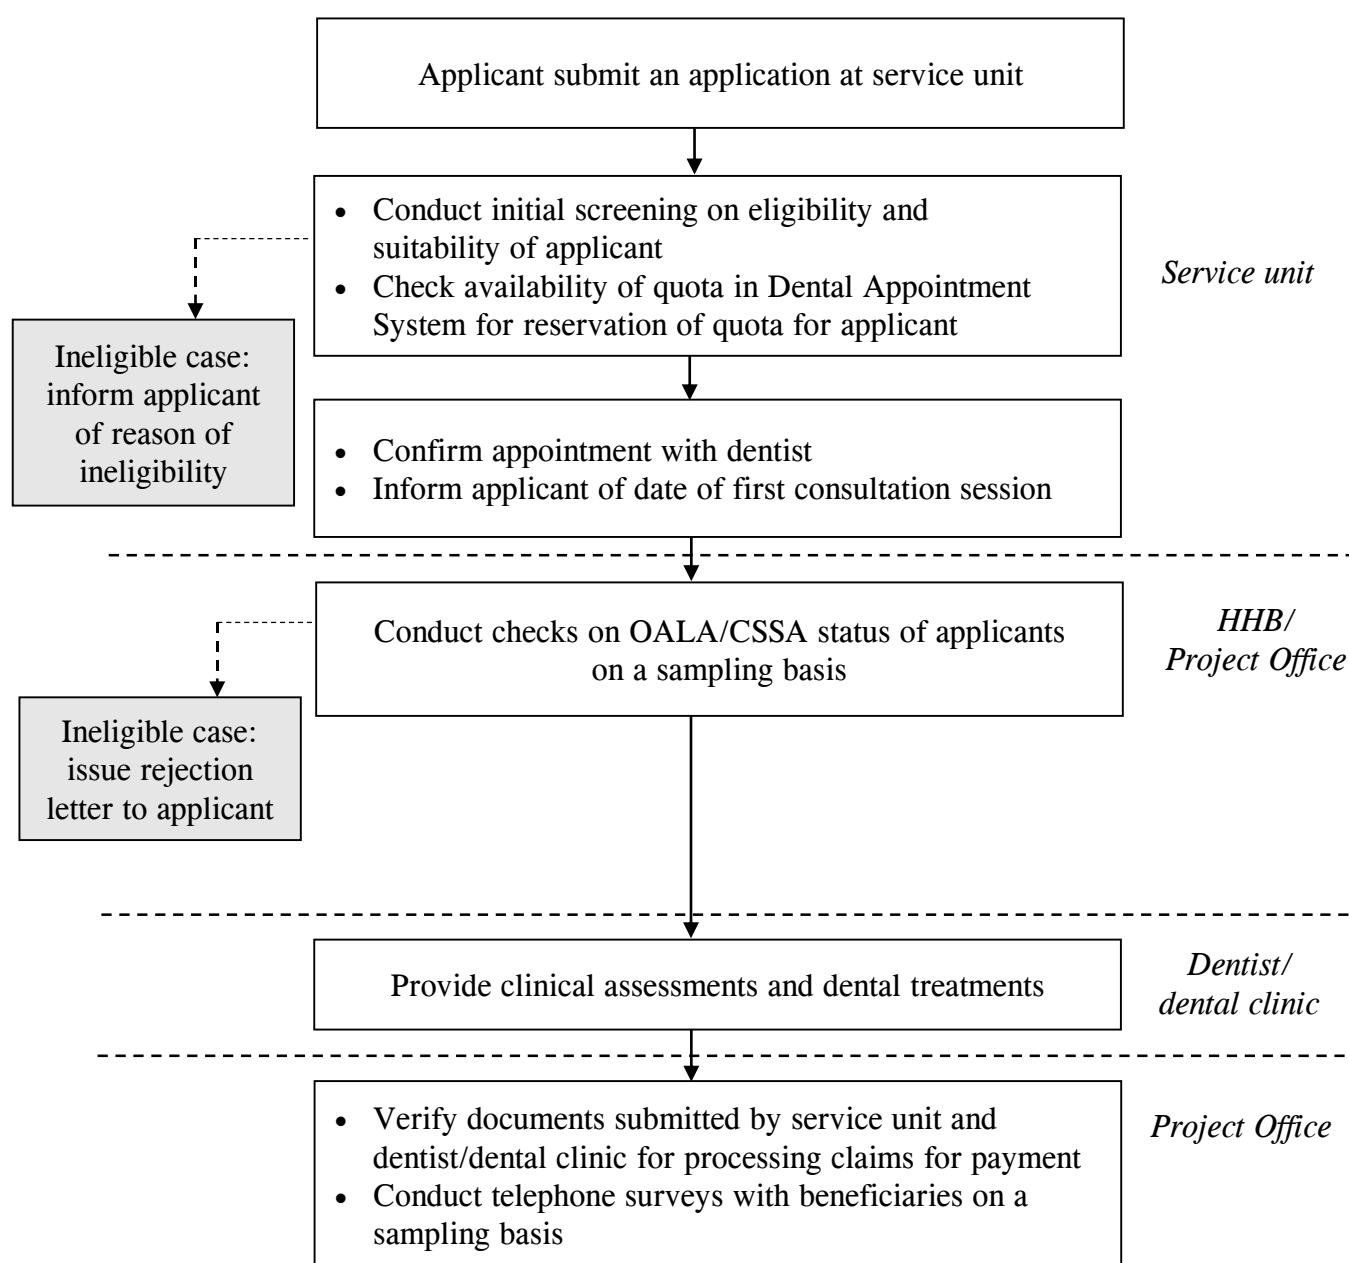 Applicant submit an application at service unit
• Conduct initial screening on eligibility and
suitability of applicant
• Check availability of quota in Dental Appointment
System for reservation of quota for applicant
Service unit
Ineligible case:
inform applicant
of reason of
ineligibility
• Confirm appointment with dentist
• Inform applicant of date of first consultation session
Conduct checks on OALA/CSSA status of applicants
on a sampling basis
HHB/
Project Office
Ineligible case:
issue rejection
letter to applicant
Provide clinical assessments and dental treatments
Dentist/
dental clinic
• Verify documents submitted by service unit and
dentist/dental clinic for processing claims for payment
• Conduct telephone surveys with beneficiaries on a
sampling basis
Project Office